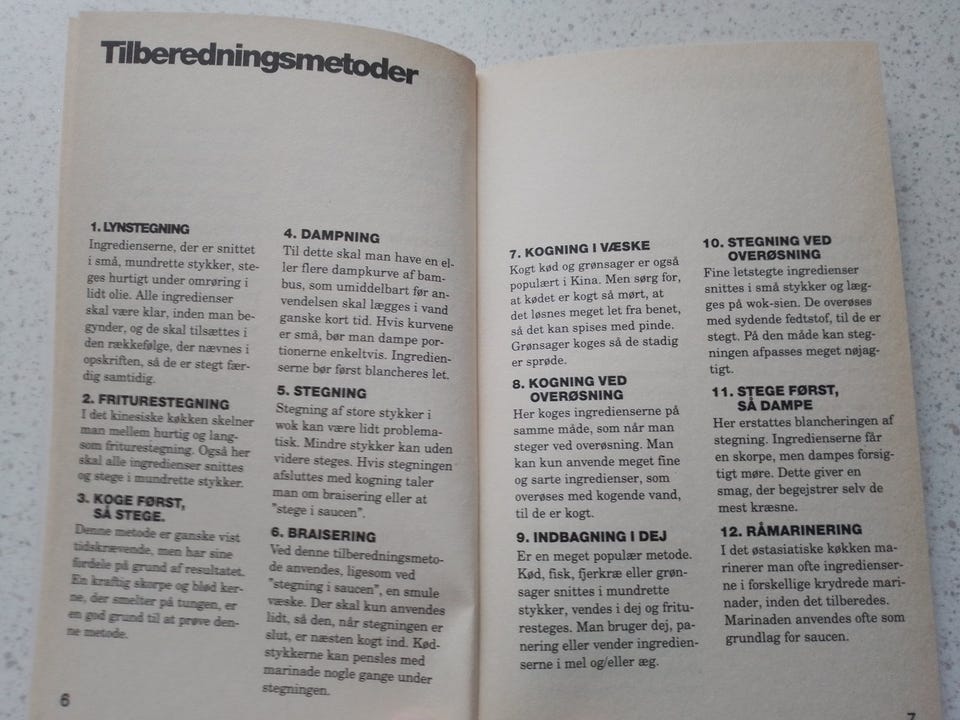 Tilberedningsmetoder
1. LYNSTEGNING
Ingredienserne, der er snittet
i små, mundrette stykker, ste-
ges hurtigt under omrøring i
lidt olie. Alle ingredienser
skal være klar, inden man be-
gynder, og de skal tilsættes i
den rækkefølge, der nævnes i
opskriften, så de er stegt fær-
dig samtidig.
2. FRITURESTEGNING
I det kinesiske køkken skelner
man mellem hurtig og lang-
som friturestegning. Også her
skal alle ingredienser snittes
og stege i mundrette stykker.
3. KOGE FØRST,
SÅ STEGE.
Denne metode er ganske vist
tidskrævende, men har sine
fordele på grund af resultatet.
En kraftig skorpe og blød ker-
ne, der smelter på tungen, er
en god grund til at prøve den-
ne metode.
6
4. DAMPNING
Til dette skal man have en el-
ler flere dampkurve af bam-
bus, som umiddelbart før an-
vendelsen skal lægges i vand
ganske kort tid. Hvis kurvene
er små, bør man dampe por-
tionerne enkeltvis. Ingredien-
serne bør først blancheres let.
5. STEGNING
Stegning af store stykker i
wok kan være lidt problema-
tisk. Mindre stykker kan uden
videre steges. Hvis stegningen
afsluttes med kogning taler
man om braisering eller at
"stege i saucen".
6. BRAISERING
Ved denne tilberedningsmeto-
de anvendes, ligesom ved
"stegning i saucen", en smule
væske. Der skal kun anvendes
lidt, så den, når stegningen er
slut, er næsten kogt ind. Kød-
stykkerne kan pensles med
marinade nogle gange under
stegningen.
7. KOGNING I VÆSKE
Kogt kød og grønsager er også
populært i Kina. Men sørg for,
at kødet er kogt så mørt, at
det løsnes meget let fra benet,
så det kan spises med pinde.
Grønsager koges så de stadig
er sprøde.
8. KOGNING VED
OVERØSNING
Her koges ingredienserne på
samme måde, som når man
steger ved overøsning. Man
kan kun anvende meget fine
og sarte ingredienser, som
overøses med kogende vand,
til de er kogt.
9. INDBAGNING I DEJ
Er en meget populær metode.
Kød, fisk, fjerkræ eller grøn-
sager snittes i mundrette
stykker, vendes i dej og fritu-
resteges. Man bruger dej, pa-
nering eller vender ingredien-
serne i mel og/eller æg.
10. STEGNING VED
OVERØSNING
Fine letstegte ingredienser
snittes i små stykker og læg-
ges på wok-sien. De overøses
med sydende fedtstof, til de er
stegt. På den måde kan steg-
ningen afpasses meget nøjag-
tigt.
11. STEGE FØRST,
SÅ DAMPE
Her erstattes blancheringen af
stegning. Ingredienserne får
en skorpe, men dampes forsig-
tigt møre. Dette giver en
smag, der begejstrer selv de
mest kræsne.
12. RÅMARINERING
I det østasiatiske køkken ma-
rinerer man ofte ingredienser-
ne i forskellige krydrede mari-
nader, inden det tilberedes.
Marinaden anvendes ofte som
grundlag for saucen.
7